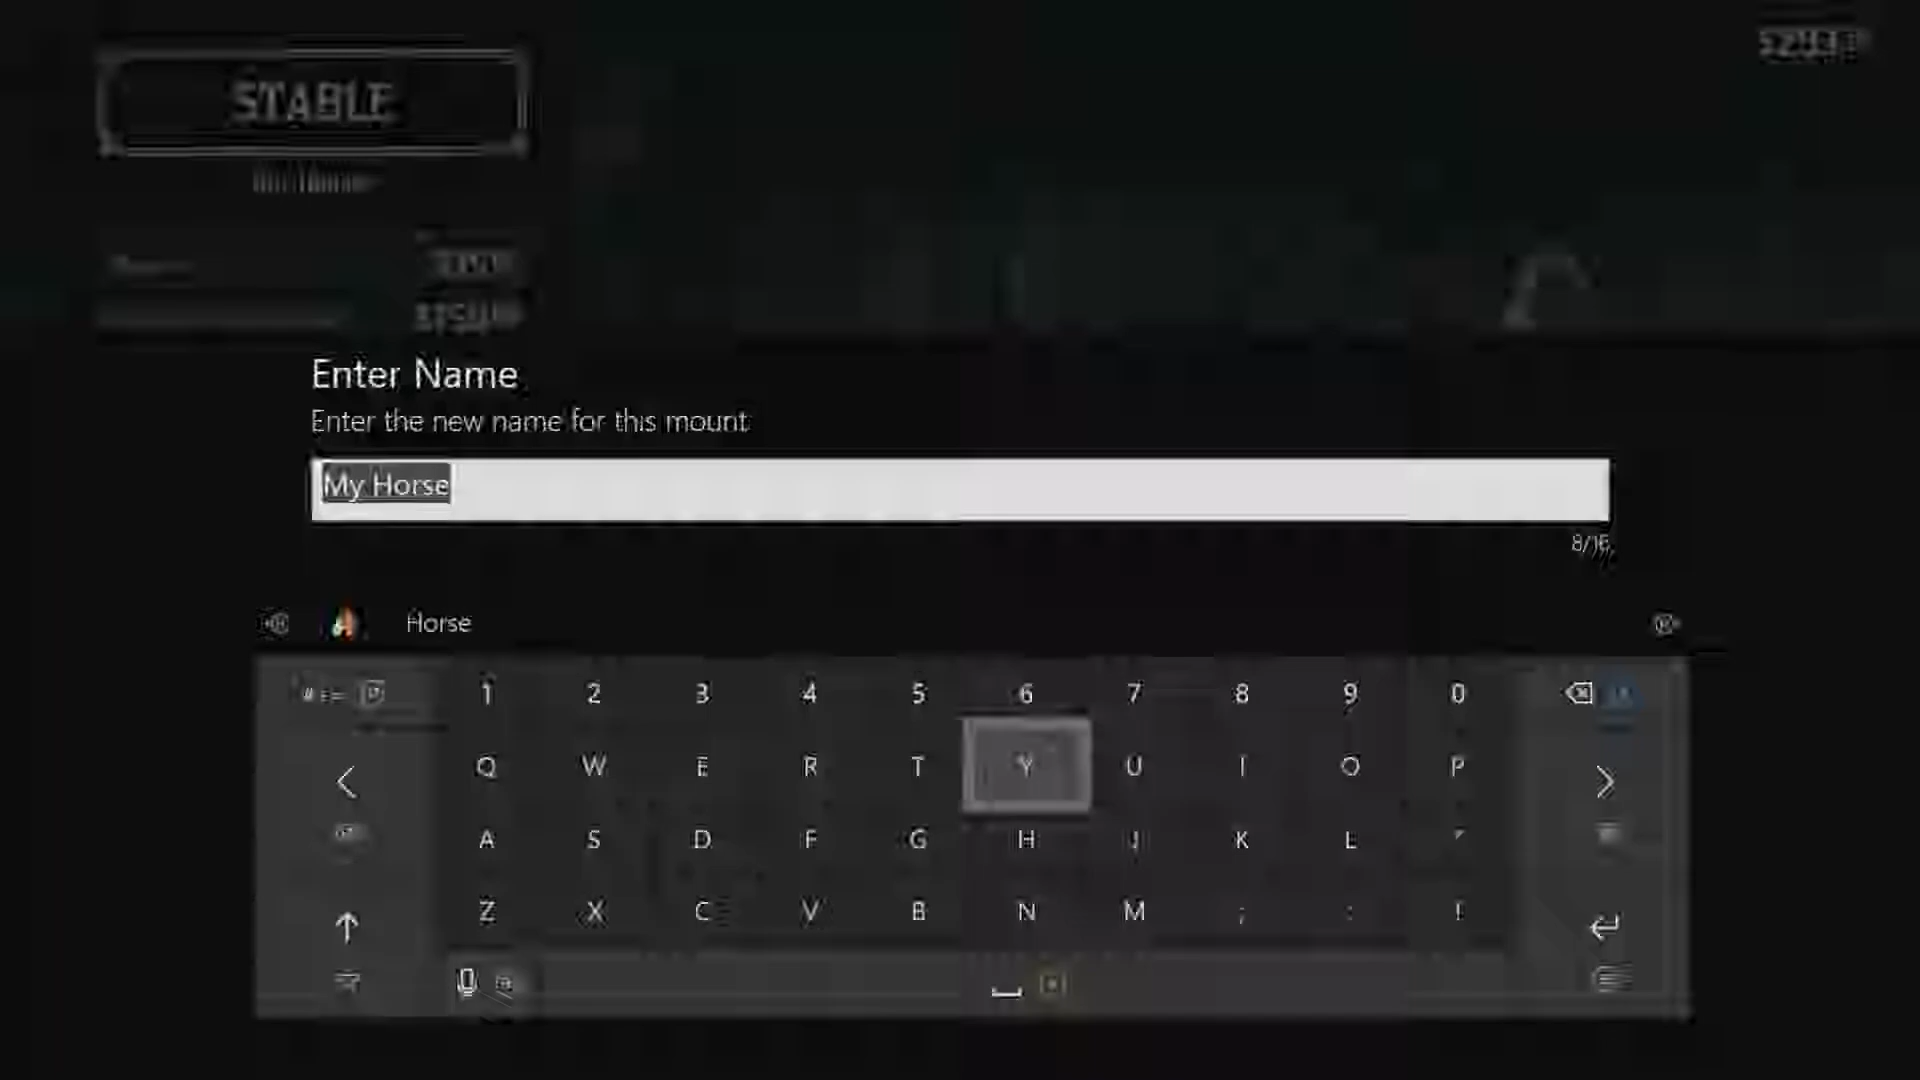 STABLE
Enter Name
Enter the new name for this mount
My Horse
8/16
Horse
1 2 3 4 5 6 7 8 9 0
Q W E R T Y U I O P
A S D F G H J K L '
Z X C V B N M ; : !